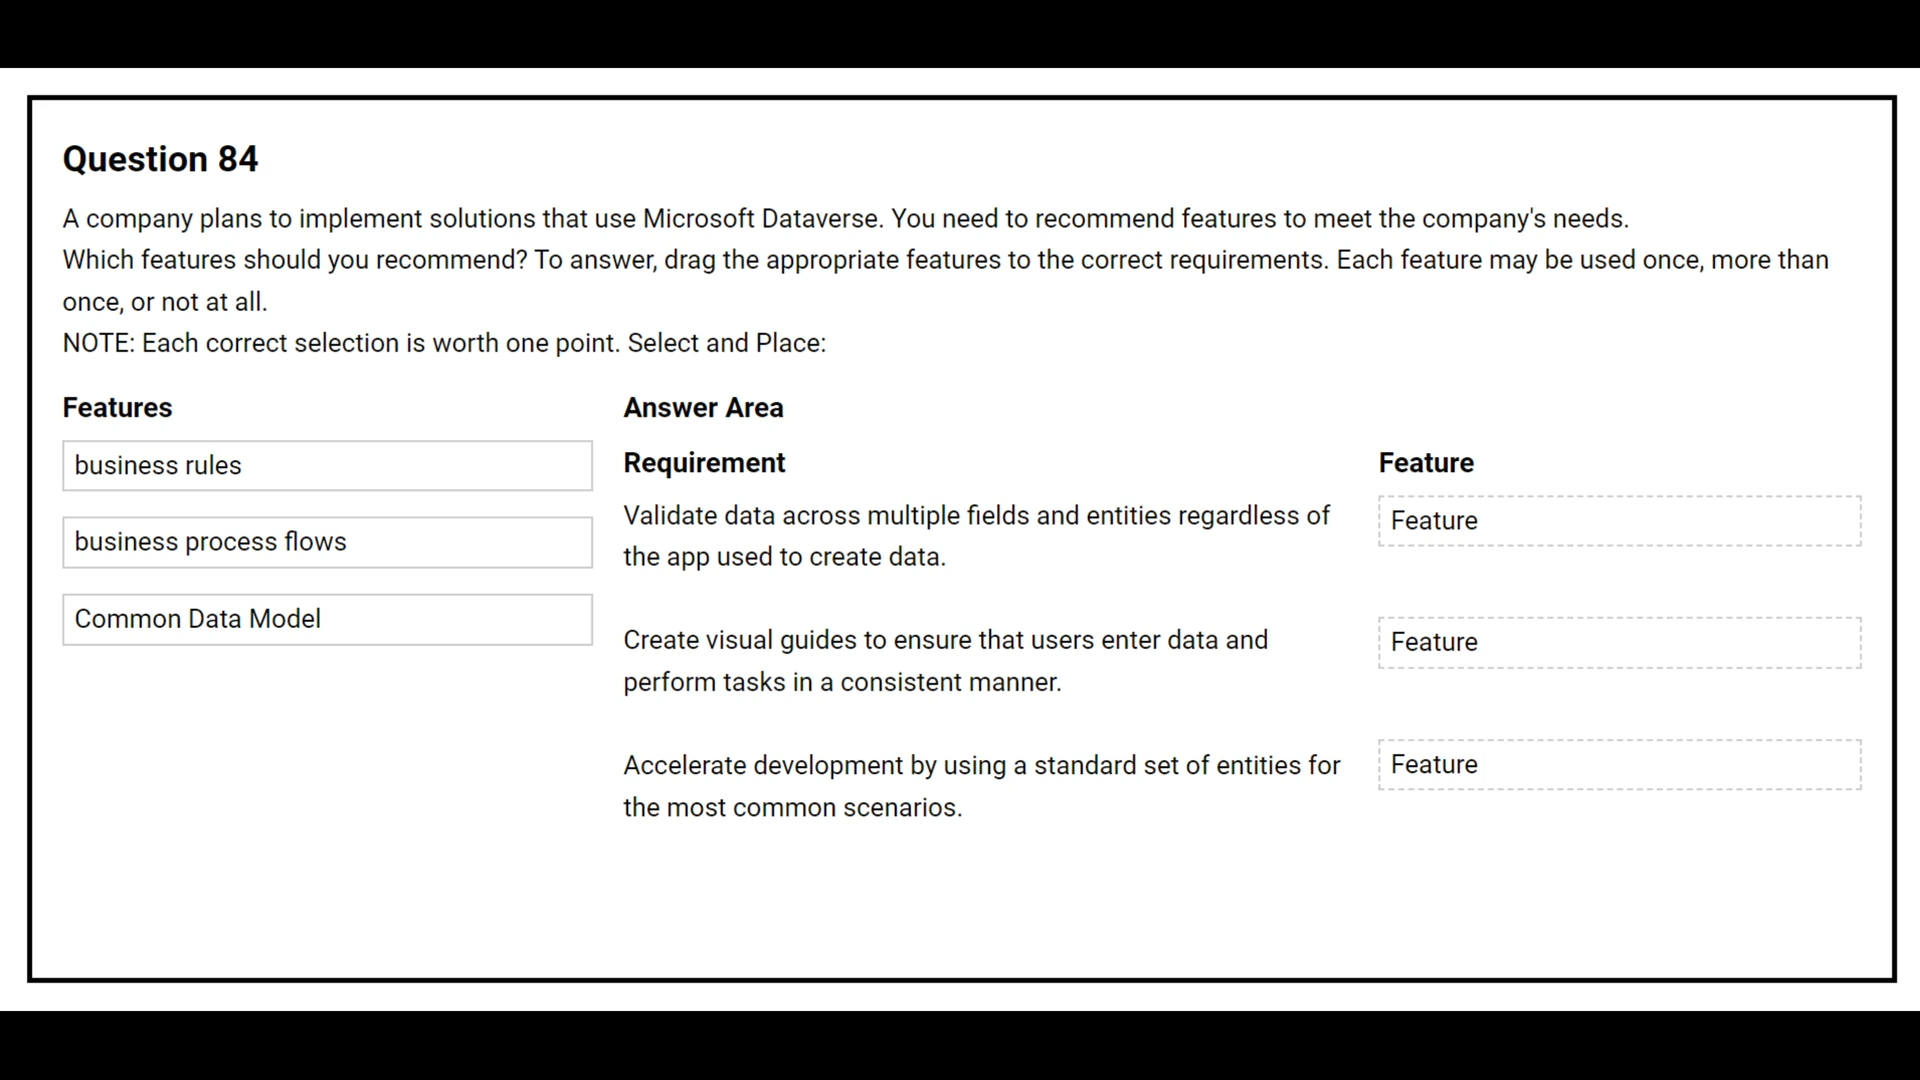 Question 84
A company plans to implement solutions that use Microsoft Dataverse. You need to recommend features to meet the company's needs.
Which features should you recommend? To answer, drag the appropriate features to the correct requirements. Each feature may be used once, more than
once, or not at all.
NOTE: Each correct selection is worth one point. Select and Place:
Features
business rules
business process flows
Common Data Model
Answer Area
Requirement
Feature
Validate data across multiple fields and entities regardless of
the app used to create data.
Feature
Create visual guides to ensure that users enter data and
perform tasks in a consistent manner.
Feature
Accelerate development by using a standard set of entities for
the most common scenarios.
Feature